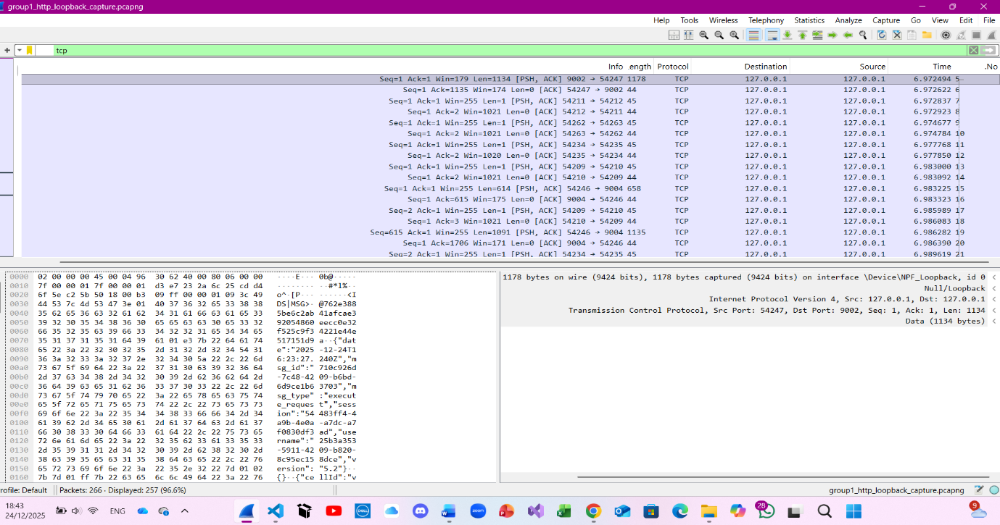 group1_http_loopback_capture.pcapng
Help Tools Wireless Telephony Statistics Analyze Capture Go View Edit File
tcp
Info .ength Protocol Destination Source Time .No
Seq=1 Ack=1 Win=179 Len=1134 [PSH, ACK] 9002 → 54247 1178 TCP 127.0.0.1 127.0.0.1 6.972494 5
Seq=1 Ack=1135 Win=174 Len=0 [ACK] 54247 → 9002 44 TCP 127.0.0.1 127.0.0.1 6.972622 6
Seq=1 Ack=1 Win=255 Len=1 [PSH, ACK] 54211 → 54212 45 TCP 127.0.0.1 127.0.0.1 6.972837 7
Seq=1 Ack=2 Win=1021 Len=0 [ACK] 54212 → 54211 44 TCP 127.0.0.1 127.0.0.1 6.972923 8
Seq=1 Ack=1 Win=255 Len=1 [PSH, ACK] 54262 → 54263 45 TCP 127.0.0.1 127.0.0.1 6.974677 9
Seq=1 Ack=2 Win=1021 Len=0 [ACK] 54263 → 54262 44 TCP 127.0.0.1 127.0.0.1 6.974784 10
Seq=1 Ack=1 Win=255 Len=1 [PSH, ACK] 54234 → 54235 45 TCP 127.0.0.1 127.0.0.1 6.977768 11
Seq=1 Ack=2 Win=1020 Len=0 [ACK] 54235 → 54234 44 TCP 127.0.0.1 127.0.0.1 6.977850 12
Seq=1 Ack=1 Win=255 Len=1 [PSH, ACK] 54209 → 54210 45 TCP 127.0.0.1 127.0.0.1 6.983000 13
Seq=1 Ack=2 Win=1021 Len=0 [ACK] 54210 → 54209 44 TCP 127.0.0.1 127.0.0.1 6.983092 14
Seq=1 Ack=1 Win=255 Len=614 [PSH, ACK] 54246 → 9004 658 TCP 127.0.0.1 127.0.0.1 6.983225 15
Seq=1 Ack=615 Win=175 Len=0 [ACK] 9004 → 54246 44 TCP 127.0.0.1 127.0.0.1 6.983323 16
Seq=2 Ack=1 Win=255 Len=1 [PSH, ACK] 54209 → 54210 45 TCP 127.0.0.1 127.0.0.1 6.985989 17
Seq=1 Ack=3 Win=1021 Len=0 [ACK] 54210 → 54209 44 TCP 127.0.0.1 127.0.0.1 6.986083 18
Seq=615 Ack=1 Win=255 Len=1091 [PSH, ACK] 54246 → 9004 1135 TCP 127.0.0.1 127.0.0.1 6.986282 19
Seq=1 Ack=1706 Win=171 Len=0 [ACK] 9004 → 54246 44 TCP 127.0.0.1 127.0.0.1 6.986390 20
Seq=2 Ack=1 Win=255 Len=1 [PSH, ACK] 54234 → 54235 45 TCP 127.0.0.1 127.0.0.1 6.989619 21
0000 02 00 00 00 45 00 04 96 30 62 40 00 80 06 00 00 ····E··· 0b@·····
0010 7f 00 00 01 7f 00 00 01 d3 e7 23 2a 6c 25 cd d4 ········ ··#*l%··
0020 6f 5e c2 5b 50 18 00 b3 09 ff 00 00 01 09 3c 49 o^·[P··· ······<I
0030 44 53 7c 4d 53 47 3e 01 40 37 36 32 65 33 38 38 DS|MSG>· @762e388
0040 35 62 65 36 63 32 61 62 34 31 61 66 63 61 65 33 5be6c2ab 41afcae3
0050 39 32 30 35 34 38 36 30 65 65 63 63 30 65 33 32 92054860 eecc0e32
0060 66 35 32 35 63 39 66 33 34 32 32 31 65 34 34 65 f525c9f3 4221e44e
0070 35 31 37 31 35 31 64 39 61 01 e3 7b 22 64 61 74 517151d9 a··{"dat
0080 65 22 3a 22 32 30 32 35 2d 31 32 2d 32 34 54 31 e":"2025 -12-24T1
0090 36 3a 32 33 3a 32 37 2e 32 34 30 5a 22 2c 22 6d 6:23:27. 240Z","m
00a0 73 67 5f 69 64 22 3a 22 37 31 30 63 39 32 36 64 sg_id":" 710c926d
00b0 2d 37 63 34 38 2d 34 32 30 39 2d 62 36 62 64 2d -7c48-42 09-b6bd-
00c0 36 64 39 63 65 31 62 36 33 37 30 33 22 2c 22 6d 6d9ce1b6 3703","m
00d0 73 67 5f 74 79 70 65 22 3a 22 65 78 65 63 75 74 sg_type" :"execut
00e0 65 5f 72 65 71 75 65 73 74 22 2c 22 73 65 73 73 e_reques t","sess
00f0 69 6f 6e 22 3a 22 35 34 34 38 33 66 66 34 2d 34 ion":"54 483ff4-4
0100 61 39 62 2d 34 65 30 61 2d 61 37 64 63 2d 61 37 a9b-4e0a -a7dc-a7
0110 66 30 38 33 30 64 66 33 61 64 22 2c 22 75 73 65 f0830df3 ad","use
0120 72 6e 61 6d 65 22 3a 22 32 35 62 33 61 33 35 33 rname":" 25b3a353
0130 2d 35 39 31 31 2d 34 32 30 39 2d 62 38 32 30 2d -5911-42 09-b820-
0140 38 63 39 35 65 63 31 35 38 64 63 65 22 2c 22 76 8c95ec15 8dce","v
0150 65 72 73 69 6f 6e 22 3a 22 35 2e 32 22 7d 01 02 ersion": "5.2"}··
0160 7b 7d 01 ff 7b 22 63 65 6c 6c 49 64 22 3a 22 76 {}··{"ce llId":"v
1178 bytes on wire (9424 bits), 1178 bytes captured (9424 bits) on interface \Device\NPF_Loopback, id 0
Null/Loopback
Internet Protocol Version 4, Src: 127.0.0.1, Dst: 127.0.0.1
Transmission Control Protocol, Src Port: 54247, Dst Port: 9002, Seq: 1, Ack: 1, Len: 1134
Data (1134 bytes)
rofile: Default Packets: 266 · Displayed: 257 (96.6%) group1_http_loopback_capture.pcapng
18:43
24/12/2025
ENG
DELL
zoom
28
9